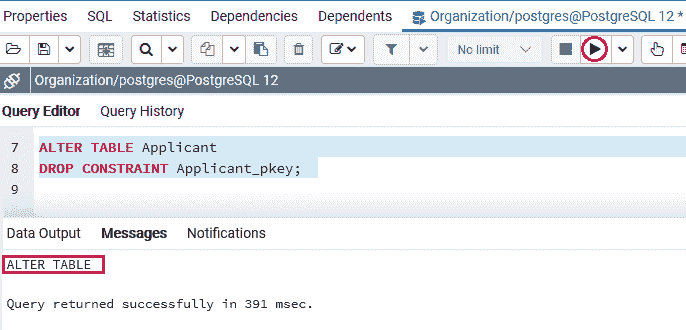 Properties SQL Statistics Dependencies Dependents Organization/postgres@PostgreSQL 12 *
No limit
Organization/postgres@PostgreSQL 12
Query Editor Query History
7 ALTER TABLE Applicant
8 DROP CONSTRAINT Applicant_pkey;
9
Data Output Messages Notifications
ALTER TABLE
Query returned successfully in 391 msec.